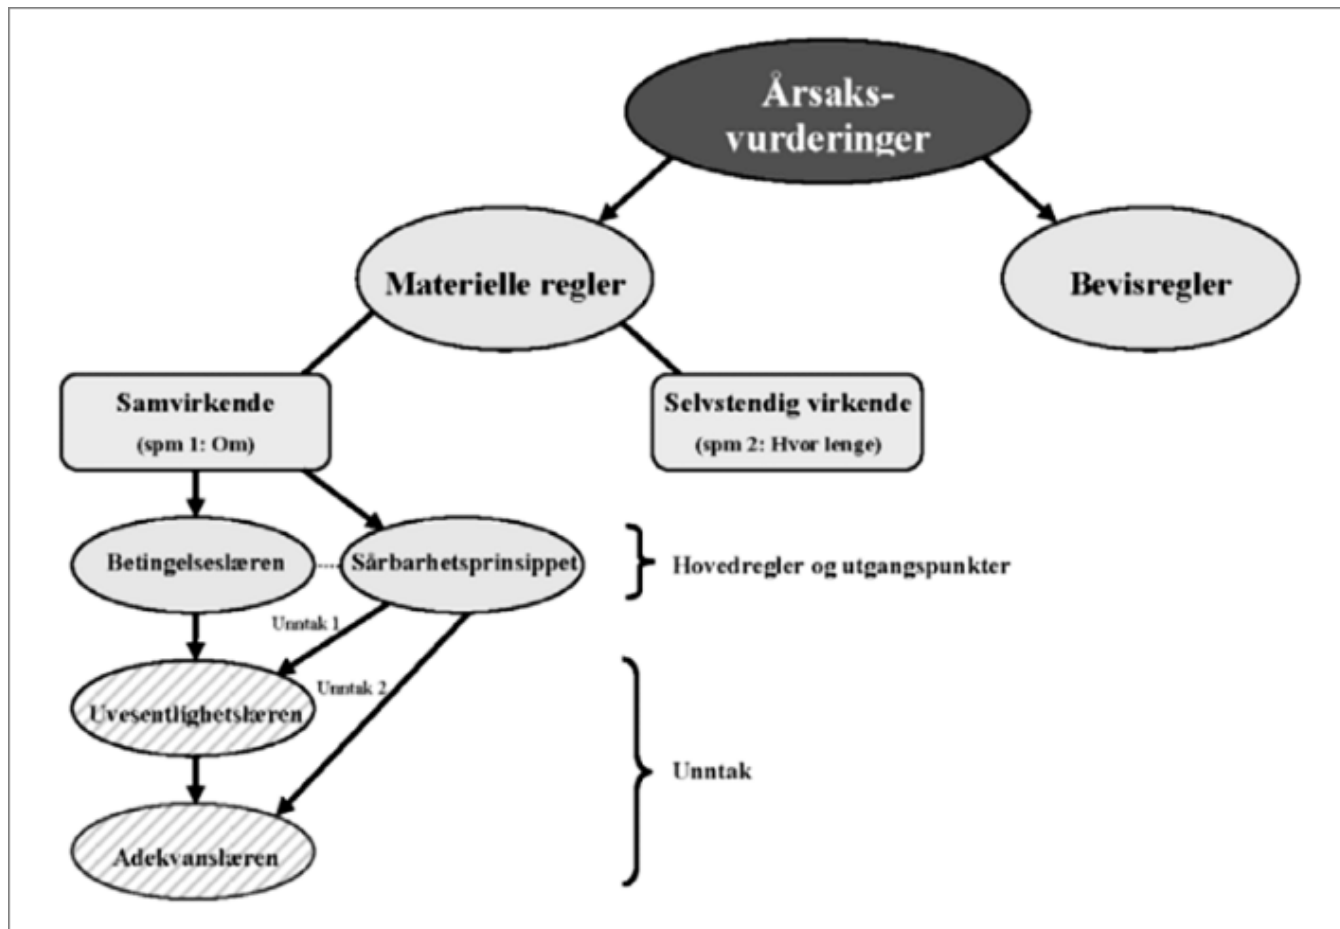 Årsaks-
vurderinger
Materielle regler
Bevisregler
Samvirkende
(spm 1: Om)
Selvstendig virkende
(spm 2: Hvor lenge)
Betingelseslæren
Sårbarhetsprinsippet
Hovedregler og utgangspunkter
Unntak 1
Unntak 2
Uvesentlighetslæren
Unntak
Adekvanslæren